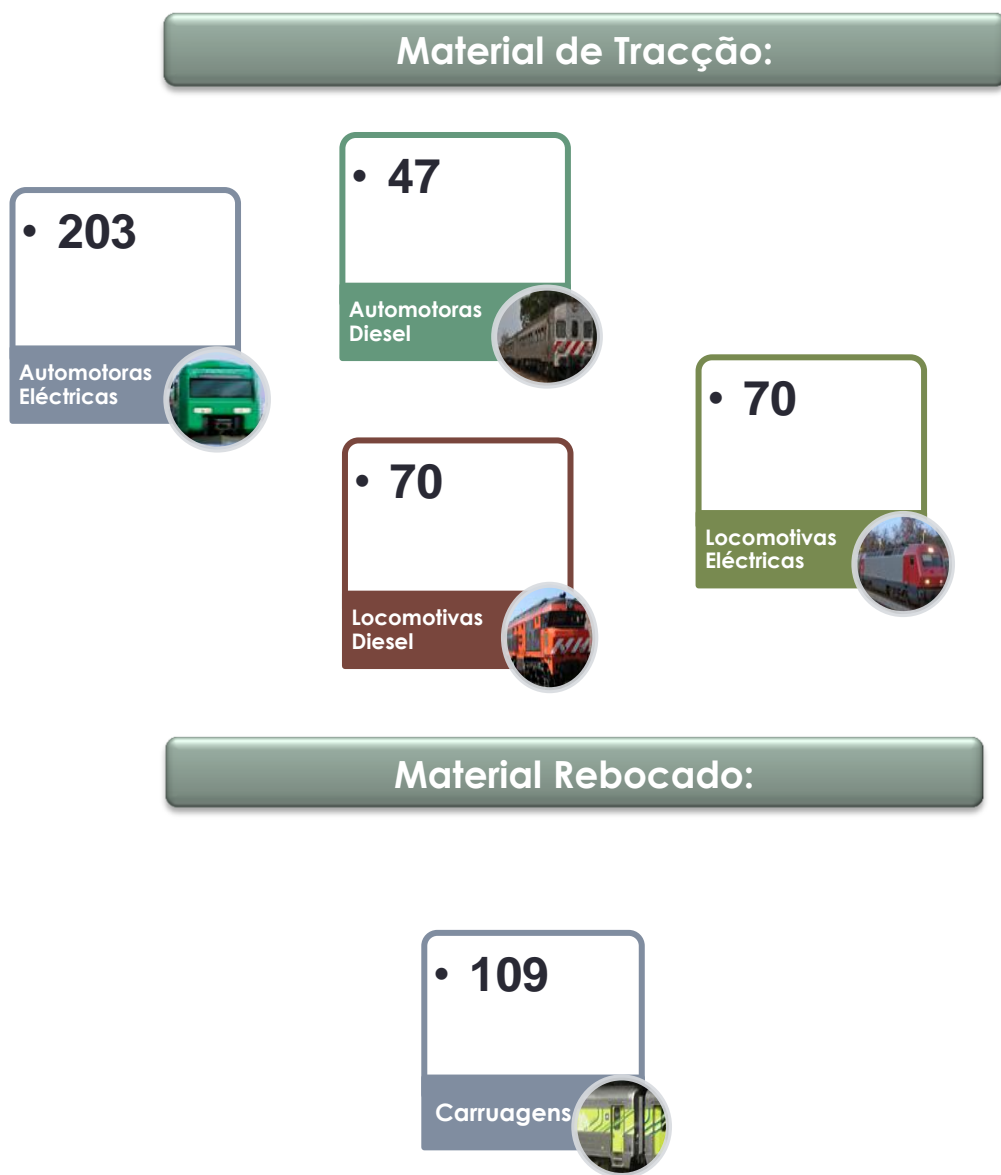 Material de Tracção:
• 203
Automotoras
Eléctricas
• 47
Automotoras
Diesel
• 70
Locomotivas
Diesel
• 70
Locomotivas
Eléctricas
Material Rebocado:
• 109
Carruagens